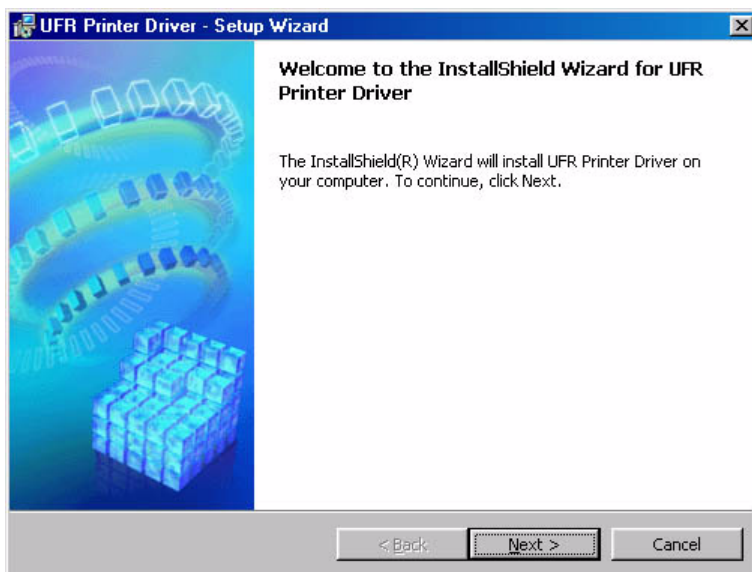 UFR Printer Driver - Setup Wizard
Welcome to the InstallShield Wizard for UFR
Printer Driver
The InstallShield(R) Wizard will install UFR Printer Driver on
your computer. To continue, click Next.
< Back
Next >
Cancel